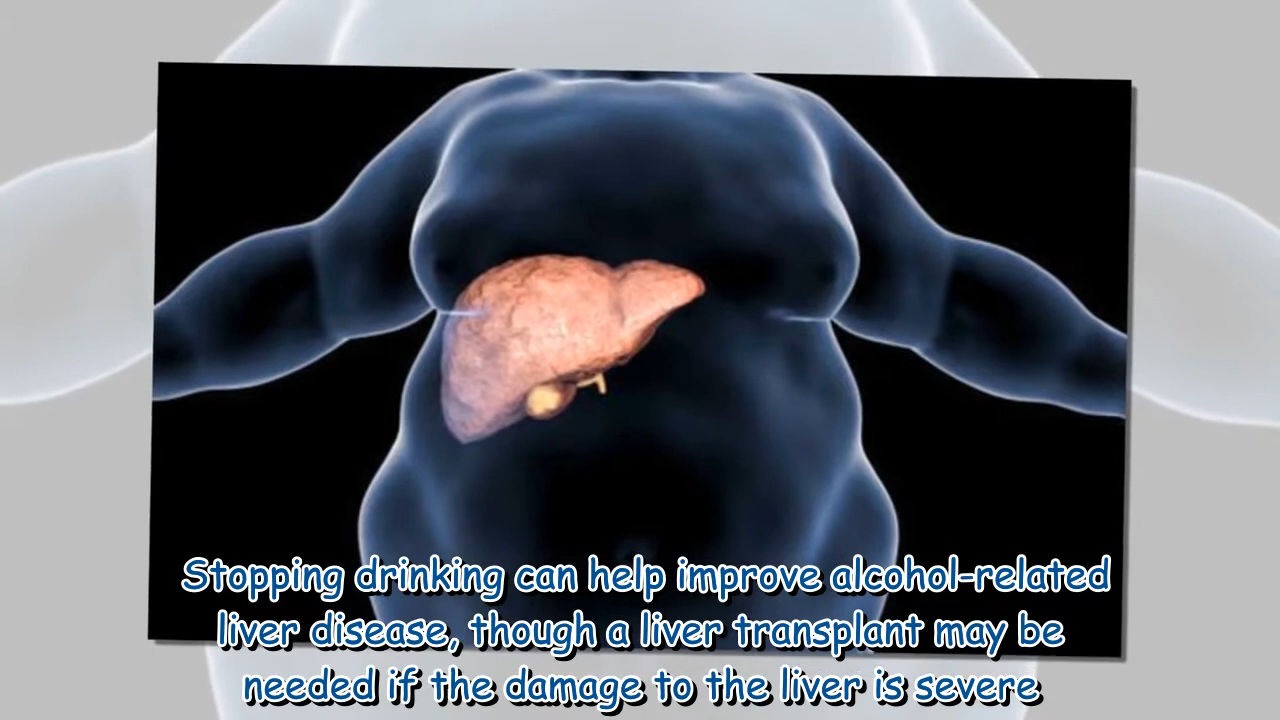 Stopping drinking can help improve alcohol-related
liver disease, though a liver transplant may be
needed if the damage to the liver is severe